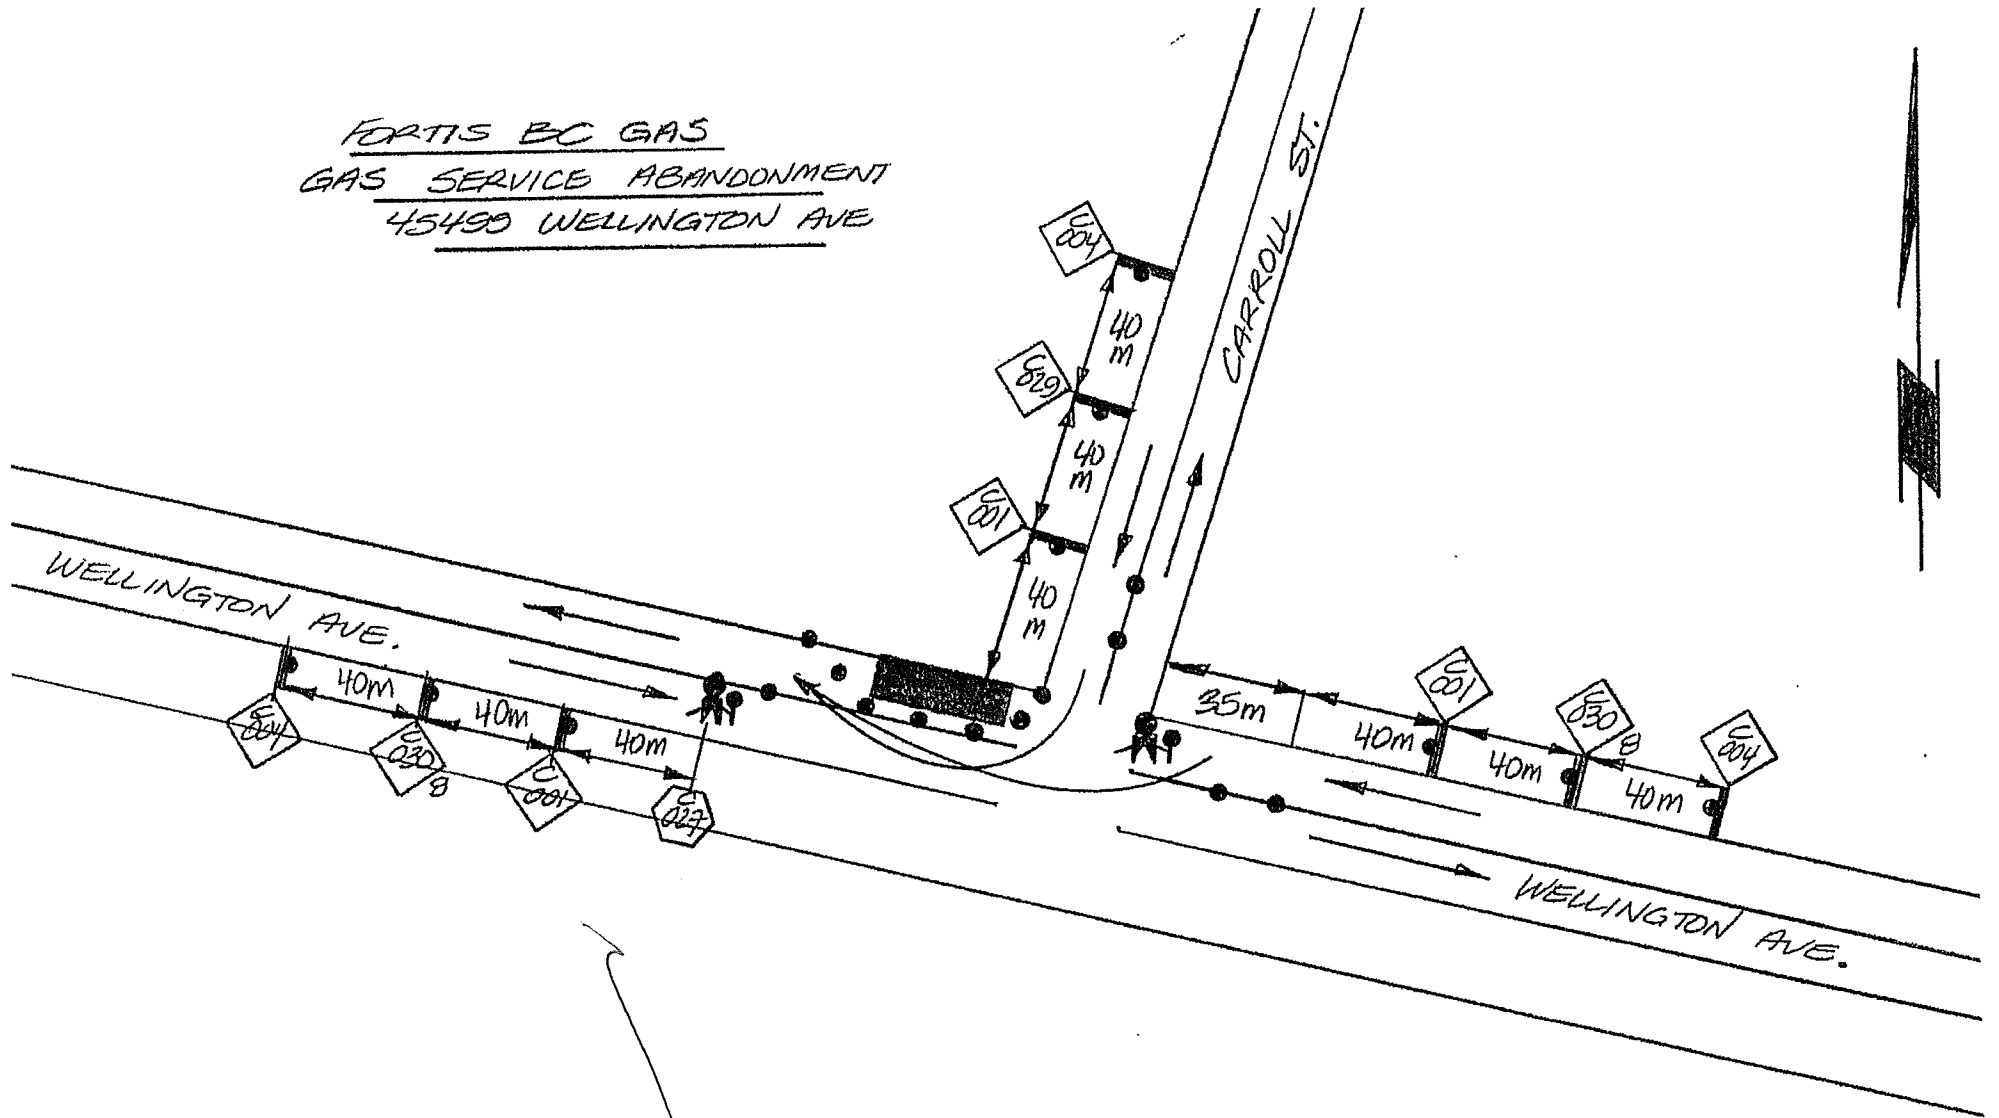 FORTIS BC GAS
GAS SERVICE ABANDONMENT
45499 WELLINGTON AVE
CARROLL ST.
C
004
40
m
C
029
40
m
C
001
40
m
WELLINGTON AVE.
40m
40m
40m
C
004
C
030
8
C
001
C
027
35m
40m
40m
40m
C
001
C
030
8
C
004
WELLINGTON AVE.